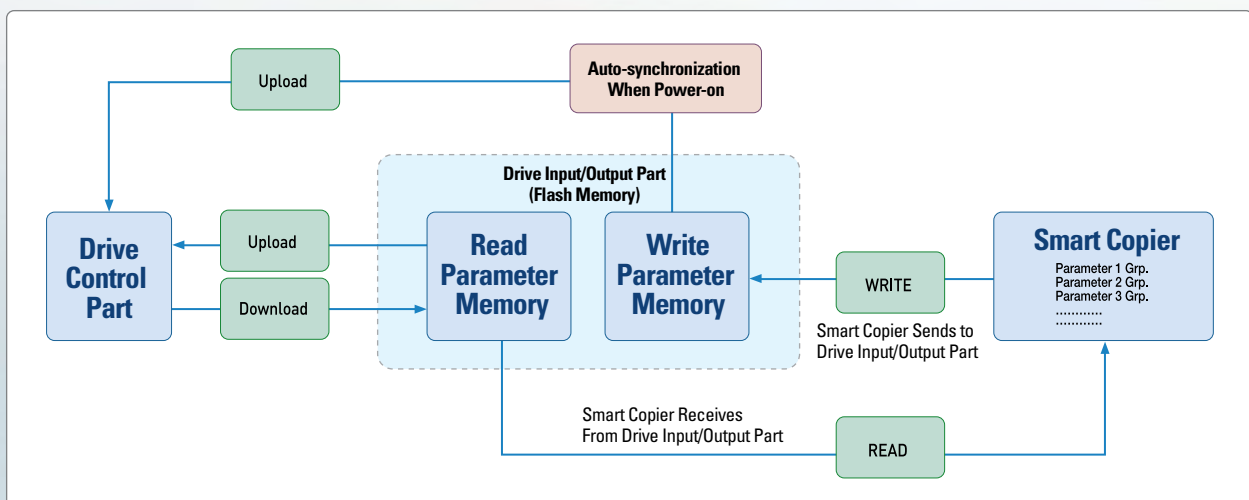 Upload
Auto-synchronization
When Power-on
Drive Input/Output Part
(Flash Memory)
Drive
Control
Part
Upload
Download
Read
Parameter
Memory
Write
Parameter
Memory
WRITE
Smart Copier Sends to
Drive Input/Output Part
Smart Copier
Parameter 1 Grp.
Parameter 2 Grp.
Parameter 3 Grp.
............
............
Smart Copier Receives
From Drive Input/Output Part
READ